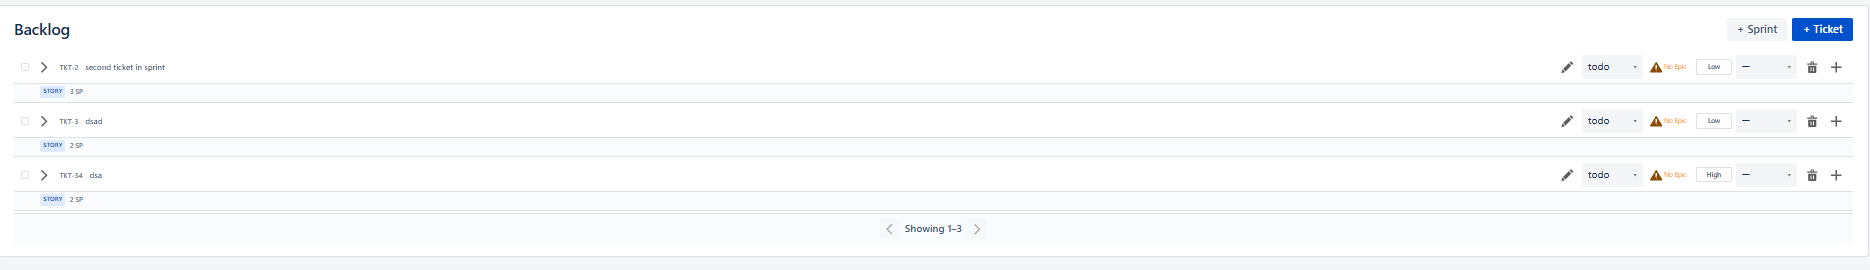 Backlog + Sprint + Ticket
TKT-2 second ticket in sprint todo No Epic Low —
STORY 3 SP
TKT-3 dsad todo No Epic Low —
STORY 2 SP
TKT-34 dsa todo No Epic High —
STORY 2 SP
Showing 1–3